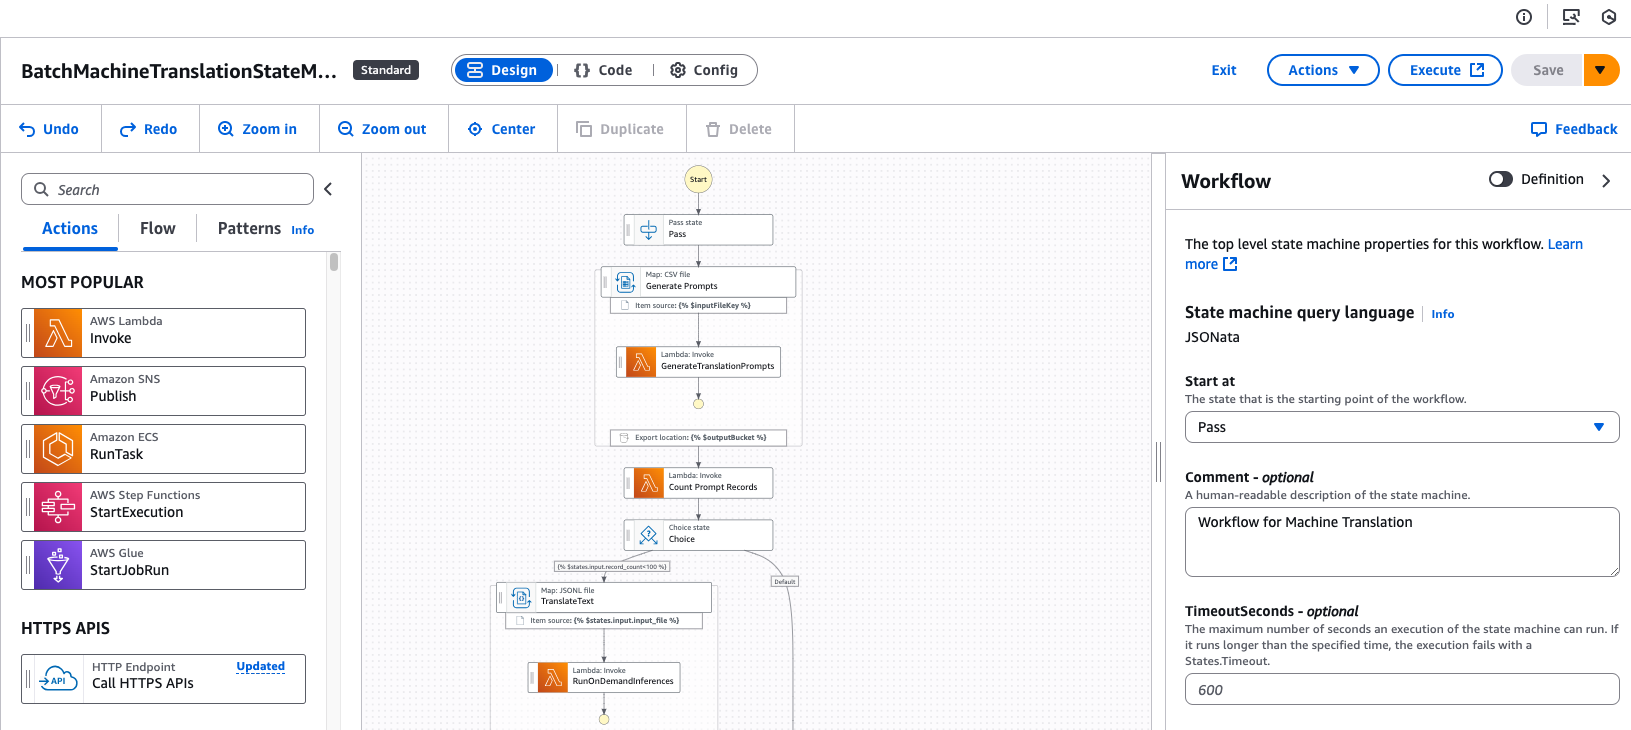 BatchMachineTranslationStateM...
Standard
Design
{} Code
Config
Exit
Actions
Execute
Save
Undo
Redo
Zoom in
Zoom out
Center
Duplicate
Delete
Feedback
Search
Actions
Flow
Patterns Info
MOST POPULAR
AWS Lambda
Invoke
Amazon SNS
Publish
Amazon ECS
RunTask
AWS Step Functions
StartExecution
AWS Glue
StartJobRun
HTTPS APIS
API
HTTP Endpoint
Updated
Call HTTPS APIs
Start
Pass state
Pass
Map: CSV file
Generate Prompts
Item source: {% $inputFileKey %}
Lambda: Invoke
GenerateTranslationPrompts
Export location: {% $outputBucket %}
Lambda: Invoke
Count Prompt Records
Choice state
Choice
{% $states.input.record_count<100 %}
Default
Map: JSONL file
TranslateText
Item source: {% $states.input.input_file %}
Lambda: Invoke
RunOnDemandInferences
Workflow
Definition
The top level state machine properties for this workflow. Learn
more
State machine query language
Info
JSONata
Start at
The state that is the starting point of the workflow.
Pass
Comment - optional
A human-readable description of the state machine.
Workflow for Machine Translation
TimeoutSeconds - optional
The maximum number of seconds an execution of the state machine can run. If
it runs longer than the specified time, the execution fails with a
States.Timeout.
600